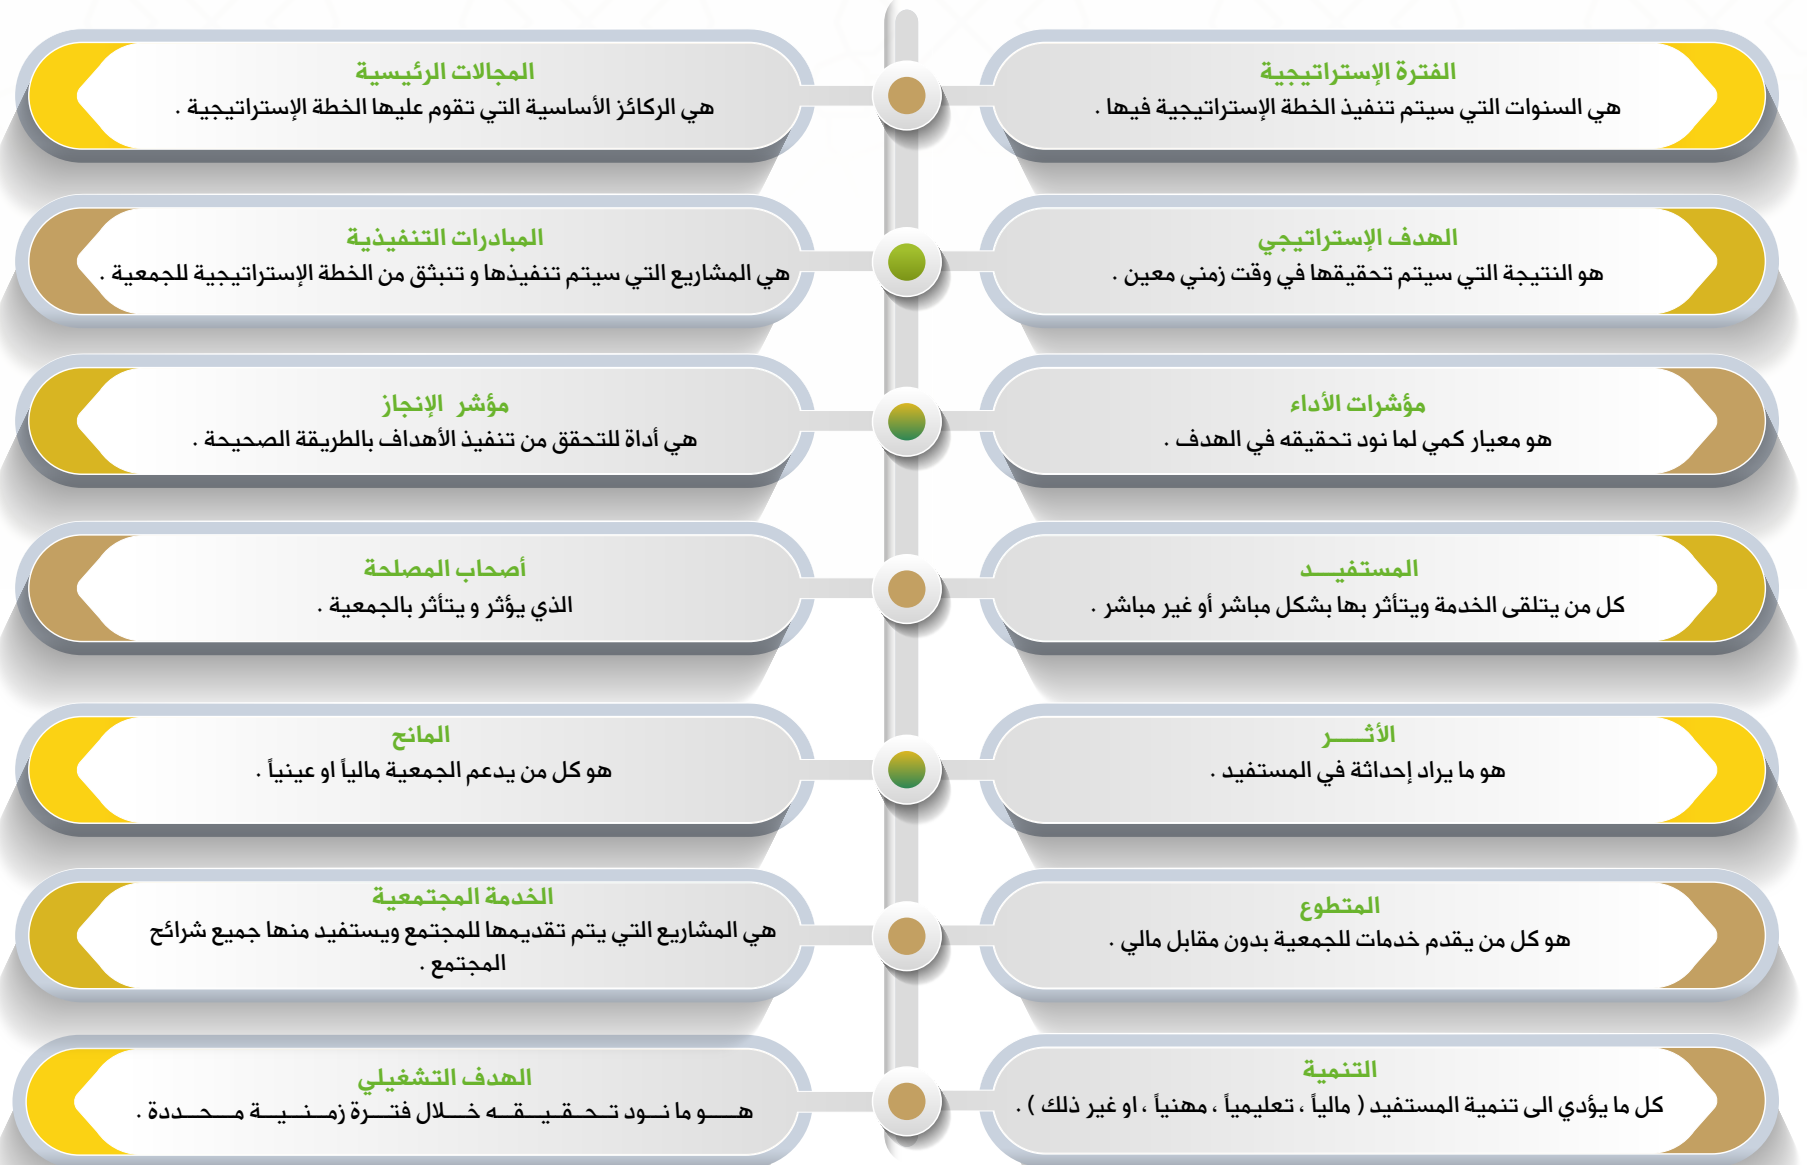 الفترة الإستراتيجية
هي السنوات التي سيتم تنفيذ الخطة الإستراتيجية فيها .
المجالات الرئيسية
هي الركائز الأساسية التي تقوم عليها الخطة الإستراتيجية .
الهدف الإستراتيجي
هو النتيجة التي سيتم تحقيقها في وقت زمني معين .
المبادرات التنفيذية
هي المشاريع التي سيتم تنفيذها و تنبثق من الخطة الإستراتيجية للجمعية .
مؤشرات الأداء
هو معيار كمي لما نود تحقيقه في الهدف .
مؤشر الإنجاز
هي أداة للتحقق من تنفيذ الأهداف بالطريقة الصحيحة .
المستفيـــد
كل من يتلقى الخدمة ويتأثر بها بشكل مباشر أو غير مباشر .
أصحاب المصلحة
الذي يؤثر و يتأثر بالجمعية .
الأثـــر
هو ما يراد إحداثة في المستفيد .
المانح
هو كل من يدعم الجمعية مالياً او عينياً .
المتطوع
هو كل من يقدم خدمات للجمعية بدون مقابل مالي .
الخدمة المجتمعية
هي المشاريع التي يتم تقديمها للمجتمع ويستفيد منها جميع شرائح
المجتمع .
التنمية
كل ما يؤدي الى تنمية المستفيد ( مالياً ، تعليمياً ، مهنياً ، او غير ذلك ) .
الهدف التشغيلي
هـــو ما نــود تــحــقــيــقــه خــلال فتــرة زمــنــيــة مــحــددة .